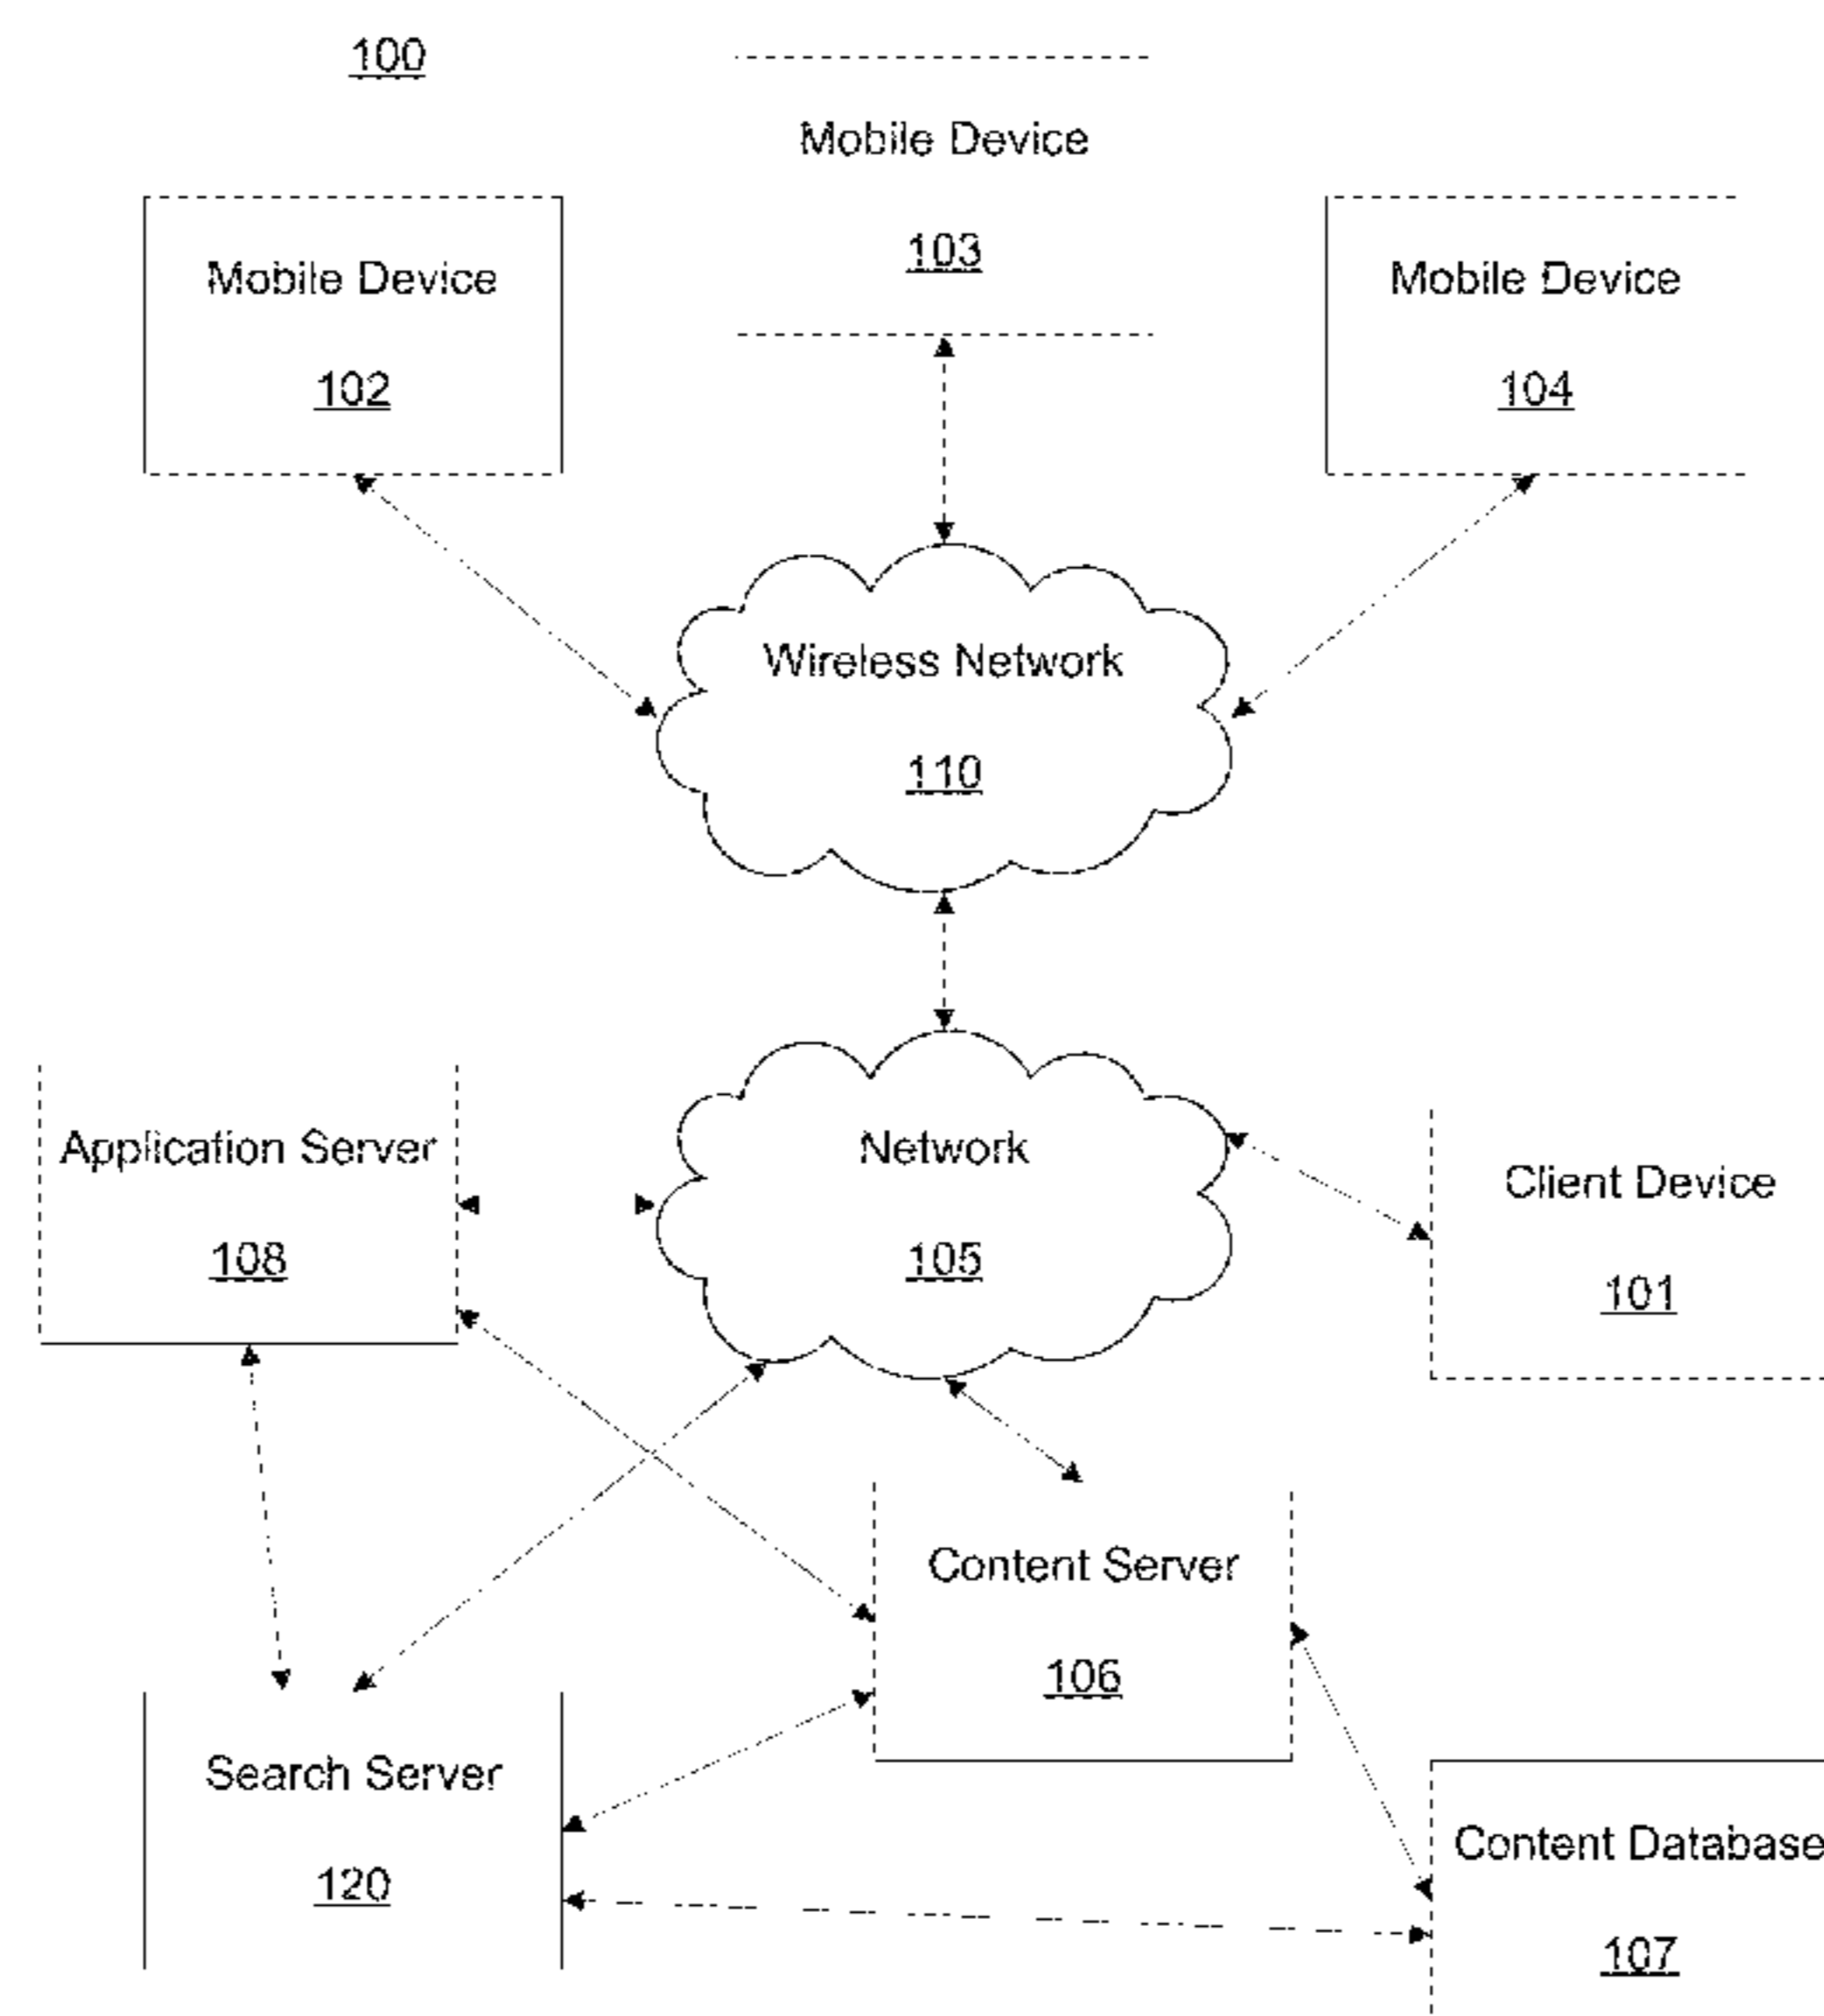 100
Mobile Device
103
Mobile Device
102
Mobile Device
104
Wireless Network
110
Application Server
108
Network
105
Client Device
101
Content Server
106
Search Server
120
Content Database
107